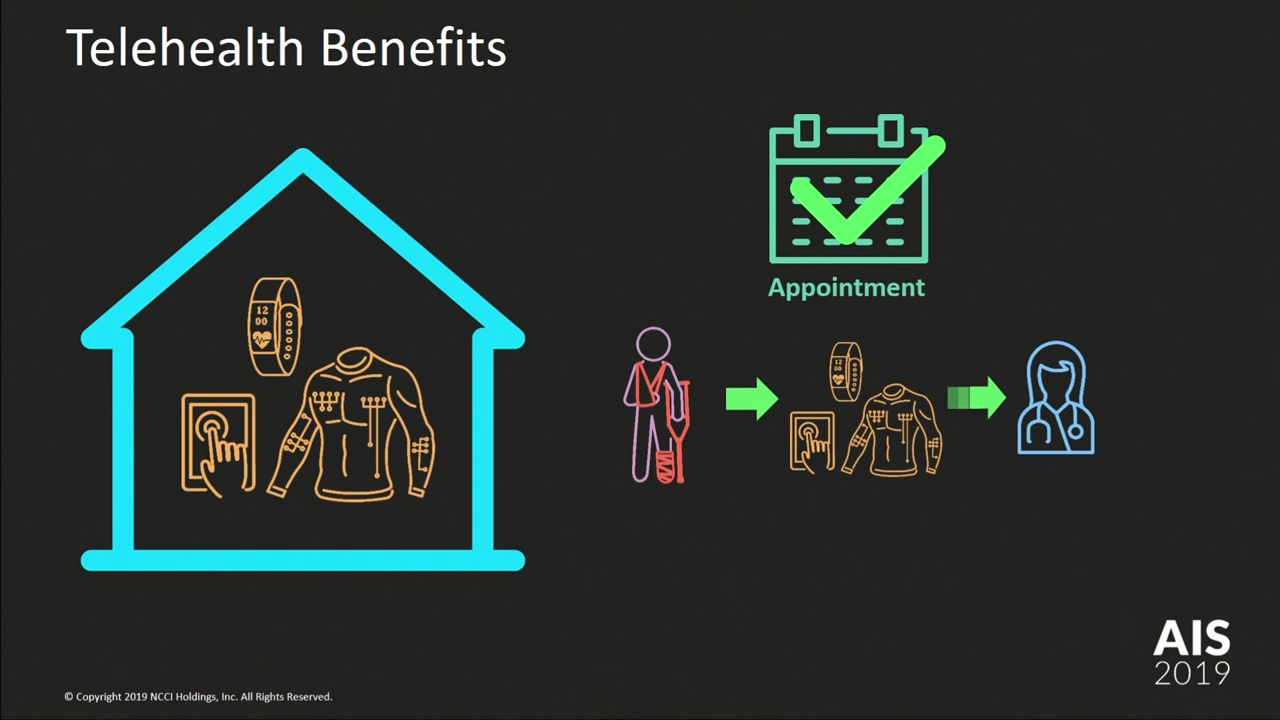 Telehealth Benefits
12
00
Appointment
12
00
AIS
2019
© Copyright 2019 NCCI Holdings, Inc. All Rights Reserved.